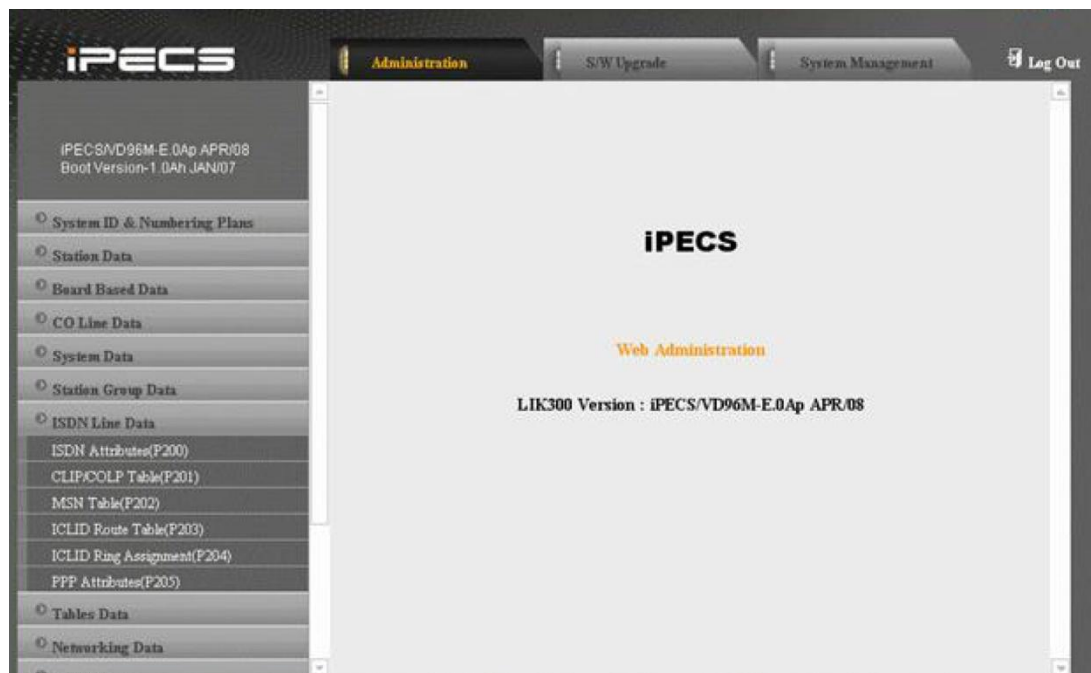 iPECS
Administration
S/W Upgrade
System Management
Log Out
iPECS/VD96M-E.0Ap APR/08
Boot Version-1.0Ah JAN/07
System ID & Numbering Plans
Station Data
Board Based Data
CO Line Data
System Data
Station Group Data
ISDN Line Data
ISDN Attributes(P200)
CLIP/COLP Table(P201)
MSN Table(P202)
ICLID Route Table(P203)
ICLID Ring Assignment(P204)
PPP Attributes(P205)
Tables Data
Networking Data
iPECS
Web Administration
LIK300 Version : iPECS/VD96M-E.0Ap APR/08